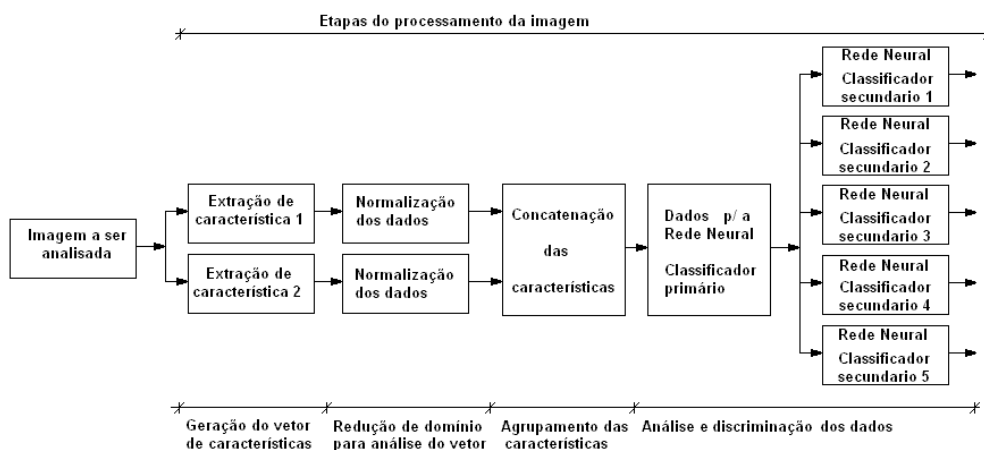 Etapas do processamento da imagem
Imagem a ser
analisada
Extração de
característica 1
Extração de
característica 2
Normalização
dos dados
Normalização
dos dados
Concatenação
das
características
Dados p/ a
Rede Neural
Classificador
primário
Rede Neural
Classificador
secundario 1
Rede Neural
Classificador
secundario 2
Rede Neural
Classificador
secundario 3
Rede Neural
Classificador
secundario 4
Rede Neural
Classificador
secundario 5
Geração do vetor
de características
Redução de domínio
para análise do vetor
Agrupamento das
características
Análise e discriminação dos dados